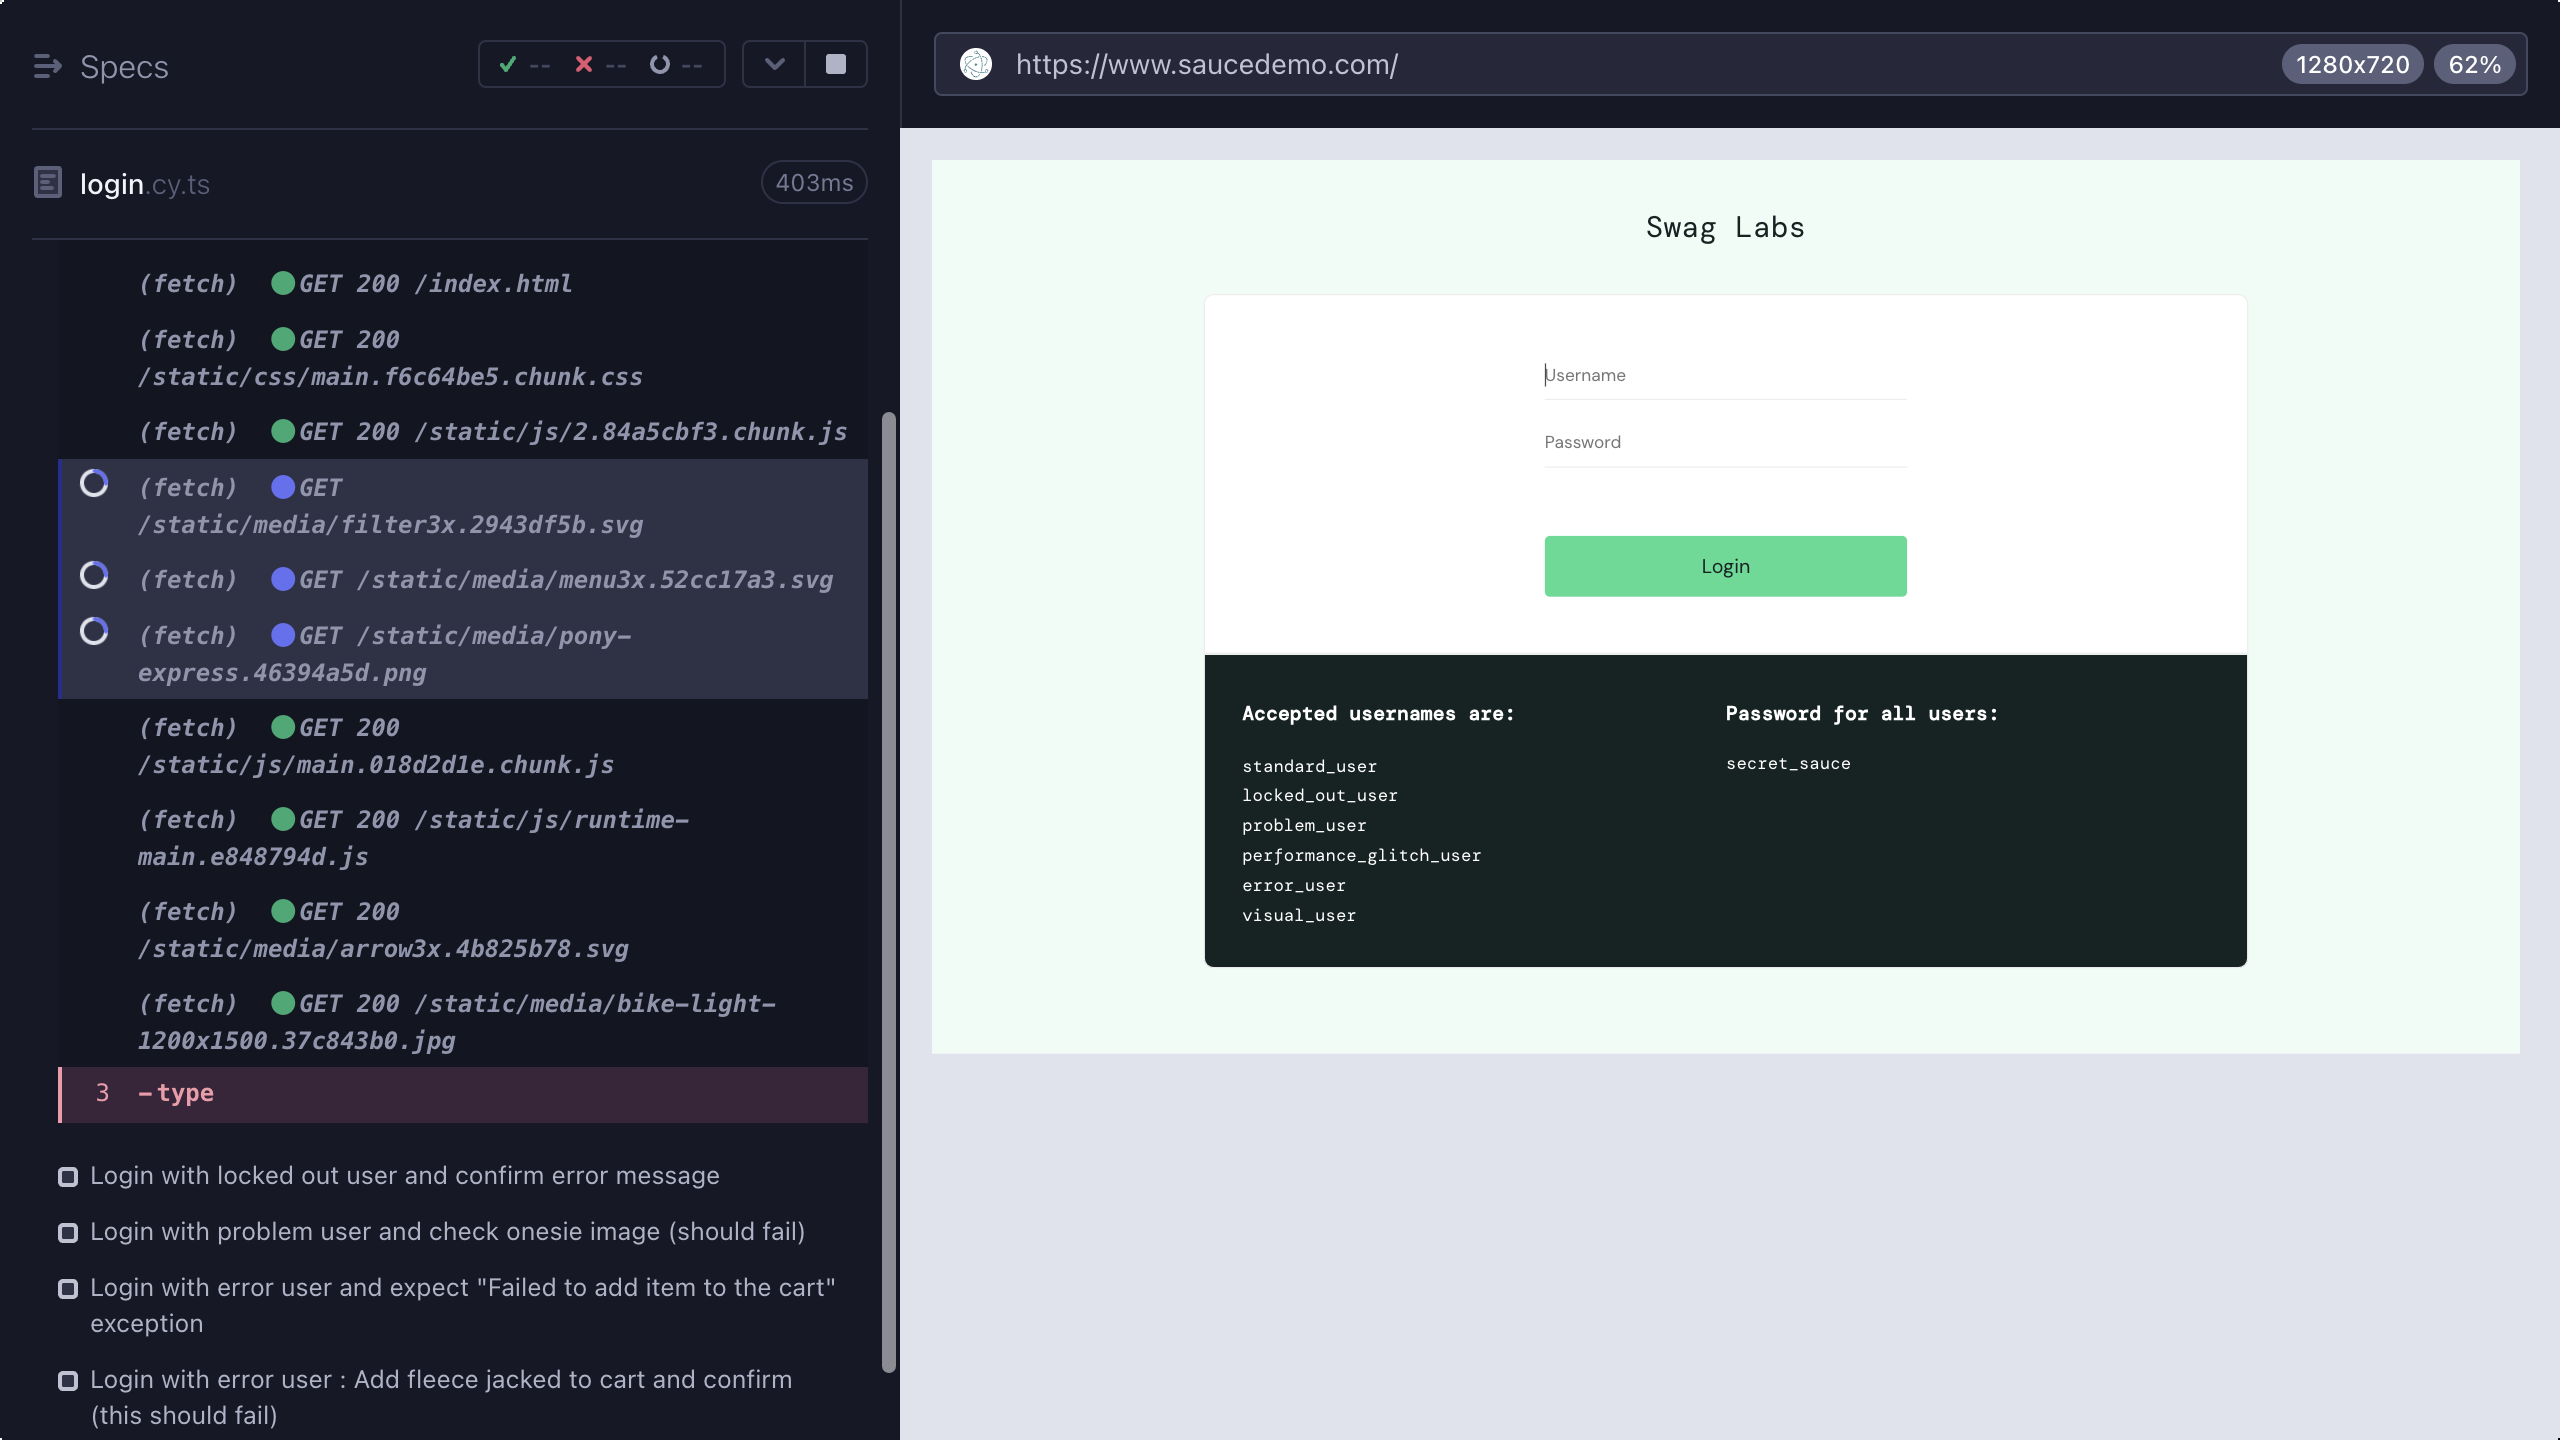 Specs
-- -- --
login.cy.ts
403ms
(fetch) GET 200 /index.html
(fetch) GET 200
/static/css/main.f6c64be5.chunk.css
(fetch) GET 200 /static/js/2.84a5cbf3.chunk.js
(fetch) GET
/static/media/filter3x.2943df5b.svg
(fetch) GET /static/media/menu3x.52cc17a3.svg
(fetch) GET /static/media/pony-
express.46394a5d.png
(fetch) GET 200
/static/js/main.018d2d1e.chunk.js
(fetch) GET 200 /static/js/runtime-
main.e848794d.js
(fetch) GET 200
/static/media/arrow3x.4b825b78.svg
(fetch) GET 200 /static/media/bike-light-
1200x1500.37c843b0.jpg
3 -type
Login with locked out user and confirm error message
Login with problem user and check onesie image (should fail)
Login with error user and expect "Failed to add item to the cart"
exception
Login with error user : Add fleece jacked to cart and confirm
(this should fail)
https://www.saucedemo.com/
1280x720
62%
Swag Labs
Username
Password
Login
Accepted usernames are:
standard_user
locked_out_user
problem_user
performance_glitch_user
error_user
visual_user
Password for all users:
secret_sauce